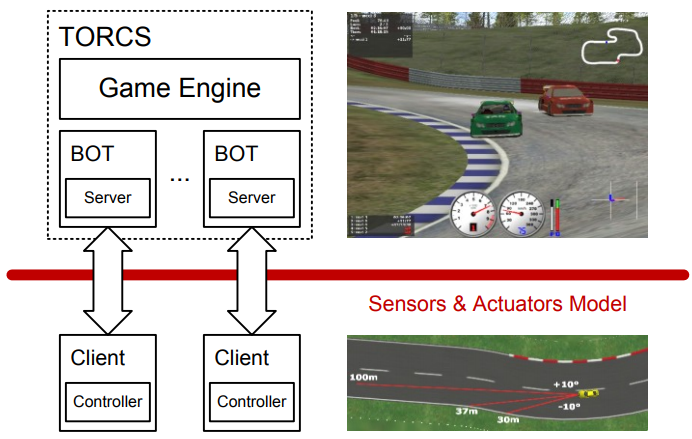 TORCS
Game Engine
BOT
Server
...
BOT
Server
75
Sensors & Actuators Model
Client
Controller
Client
Controller
100m
+10°
-10°
37m
30m